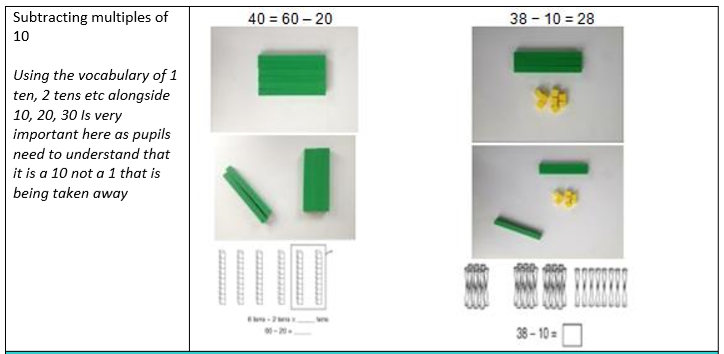 Subtracting multiples of
10
Using the vocabulary of 1
ten, 2 tens etc alongside
10, 20, 30 Is very
important here as pupils
need to understand that
it is a 10 not a 1 that is
being taken away
40 = 60 – 20
6 tens – 2 tens = ____ tens
60 – 20 = ____
38 − 10 = 28
38 – 10 =